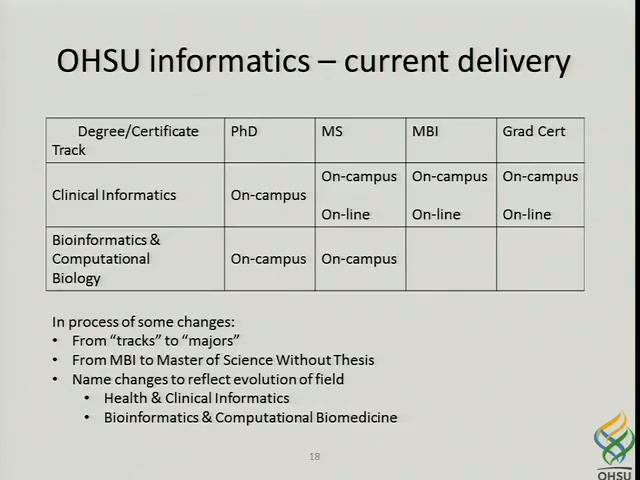 OHSU informatics – current delivery
Degree/Certificate
Track
PhD
MS
MBI
Grad Cert
Clinical Informatics
On-campus
On-campus
On-line
On-campus
On-line
On-campus
On-line
Bioinformatics &
Computational
Biology
On-campus
On-campus
In process of some changes:
• From “tracks” to “majors”
• From MBI to Master of Science Without Thesis
• Name changes to reflect evolution of field
• Health & Clinical Informatics
• Bioinformatics & Computational Biomedicine
18
OHSU